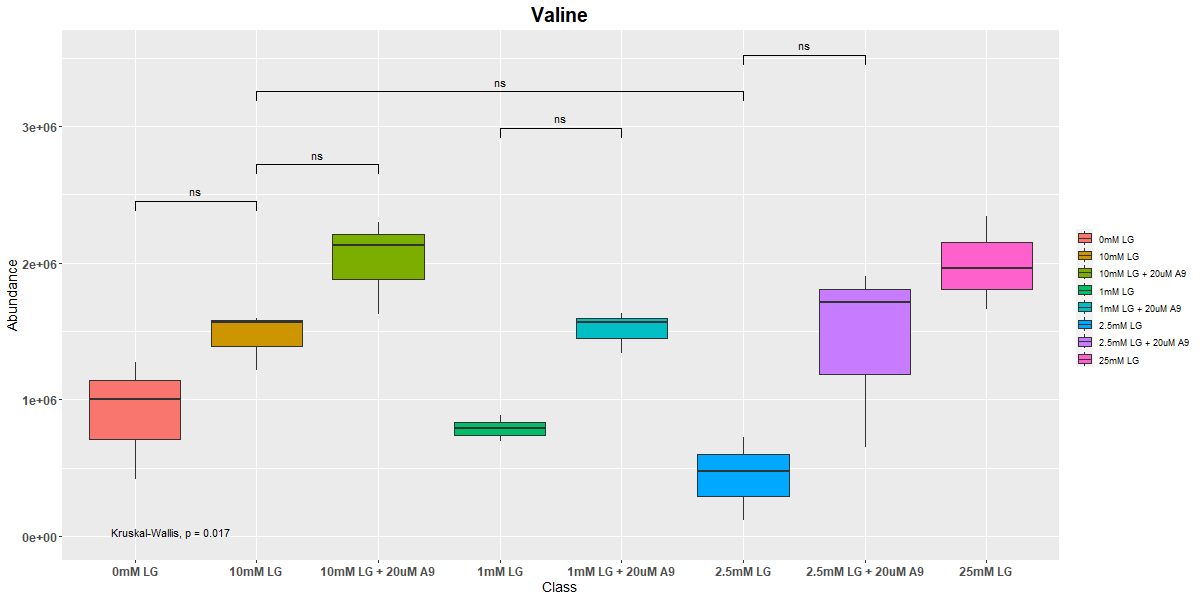 Valine
ns
ns
ns
ns
ns
3e+06
2e+06
1e+06
0e+00
Abundance
Kruskal-Wallis, p = 0.017
0mM LG
10mM LG
10mM LG + 20uM A9
1mM LG
1mM LG + 20uM A9
2.5mM LG
2.5mM LG + 20uM A9
25mM LG
Class
0mM LG
10mM LG
10mM LG + 20uM A9
1mM LG
1mM LG + 20uM A9
2.5mM LG
2.5mM LG + 20uM A9
25mM LG